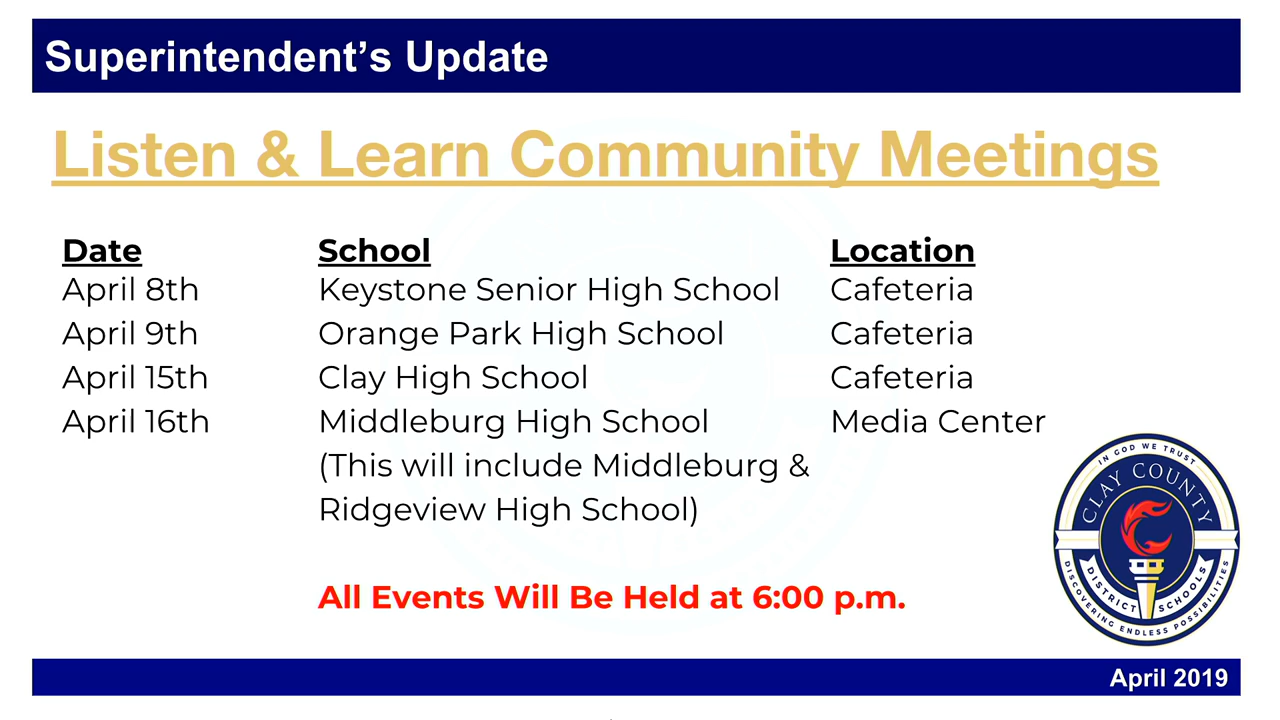 Superintendent’s Update
Listen & Learn Community Meetings
Date School Location
April 8th Keystone Senior High School Cafeteria
April 9th Orange Park High School Cafeteria
April 15th Clay High School Cafeteria
April 16th Middleburg High School Media Center
(This will include Middleburg &
Ridgeview High School)
All Events Will Be Held at 6:00 p.m.
IN GOD WE TRUST
CLAY COUNTY
DISTRICT SCHOOLS
DISCOVERING ENDLESS POSSIBILITIES
April 2019